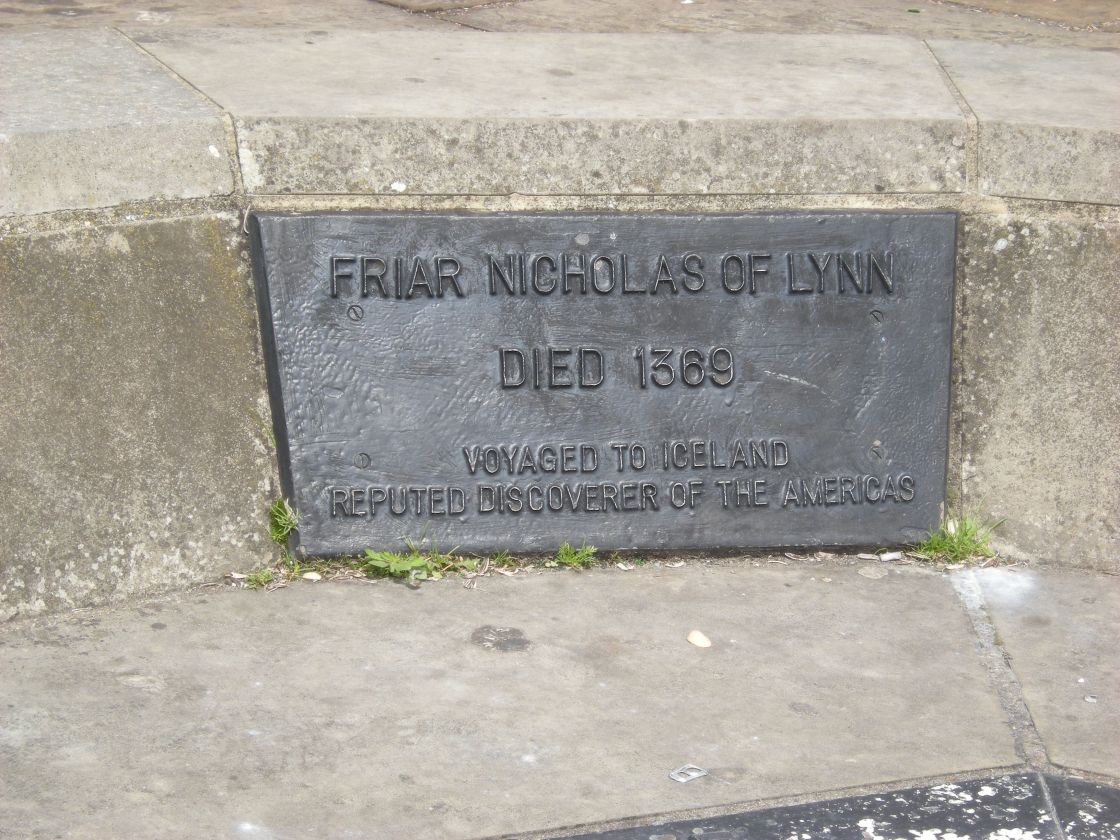 FRIAR NICHOLAS OF LYNN
DIED 1369
VOYAGED TO ICELAND
REPUTED DISCOVERER OF THE AMERICAS